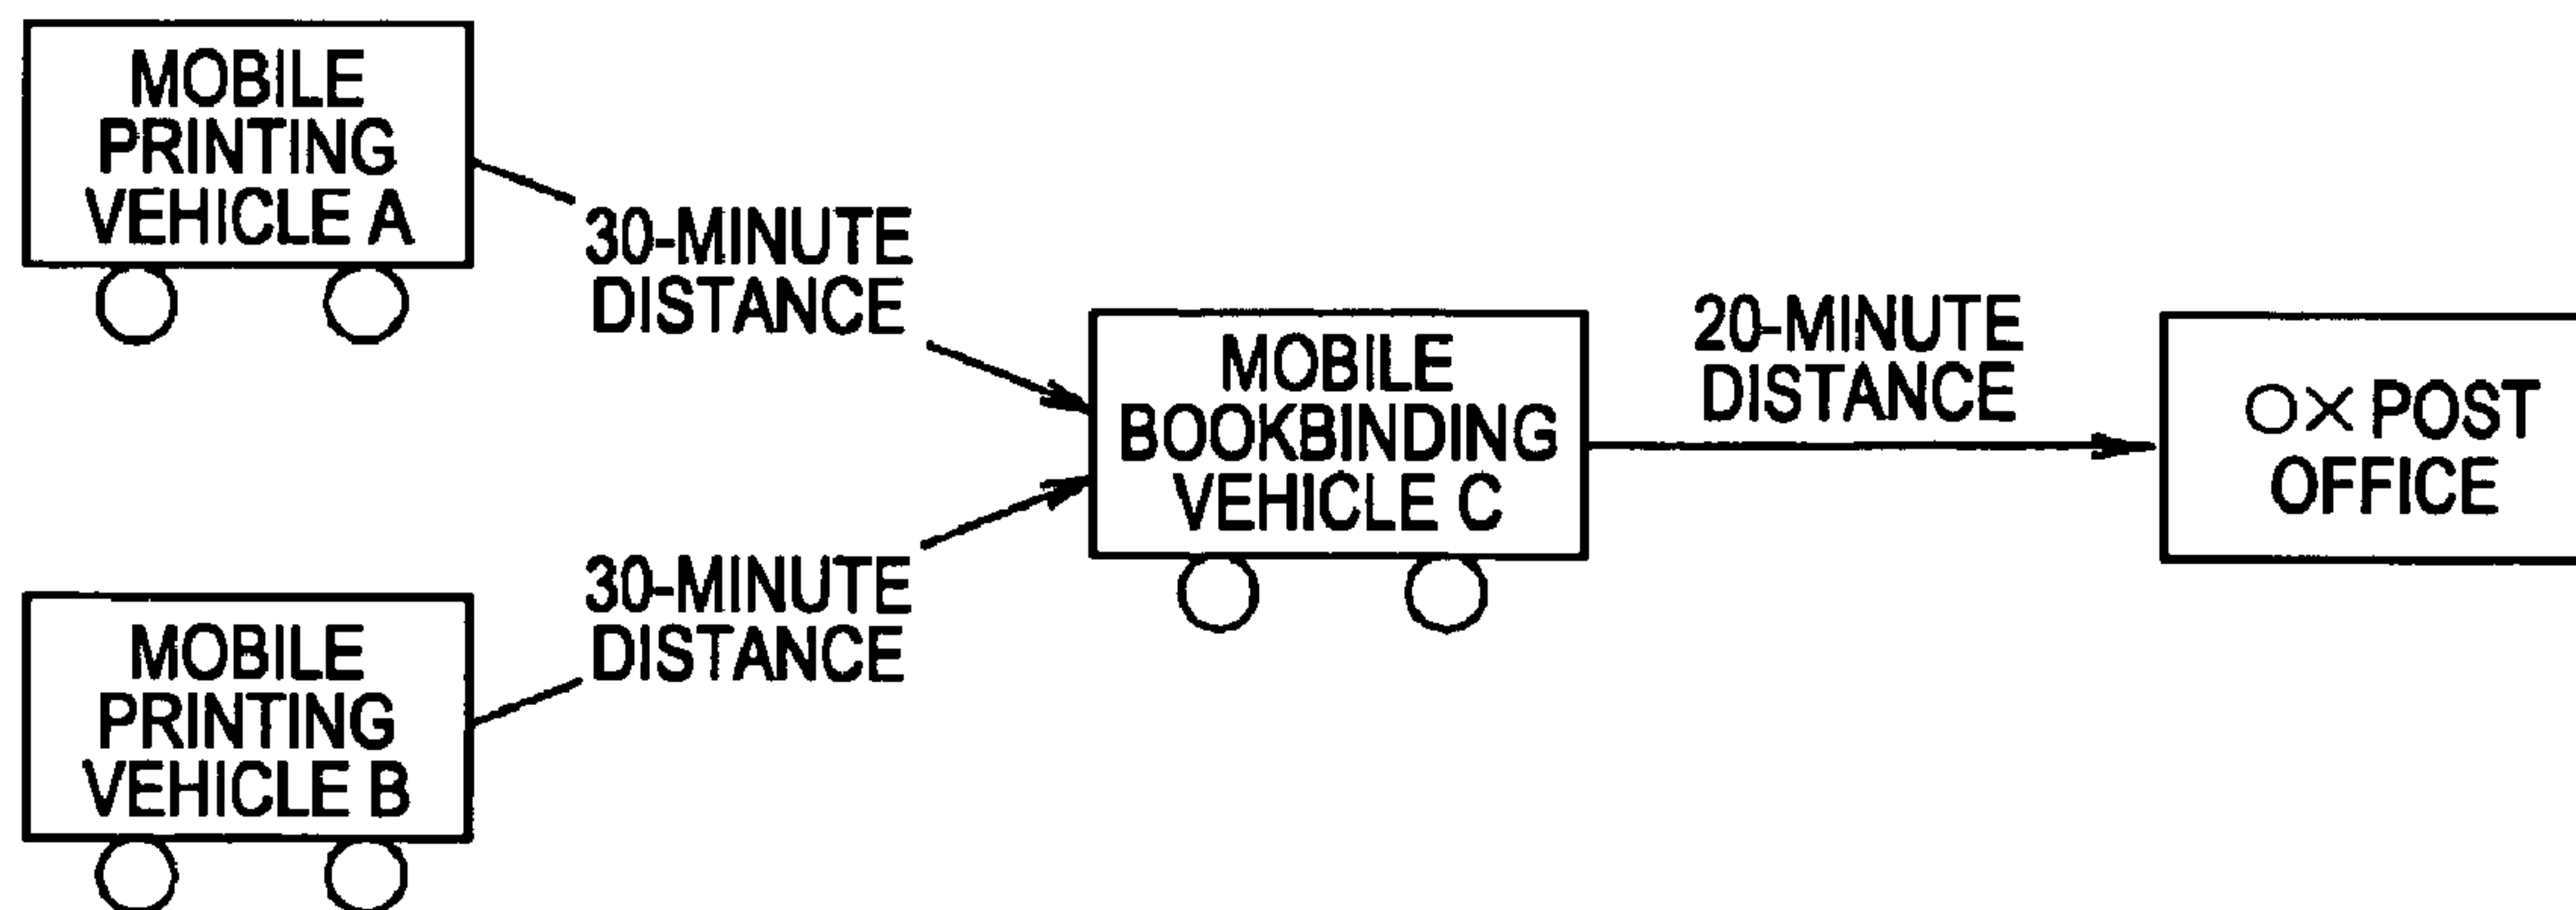 MOBILE
PRINTING
VEHICLE A
30-MINUTE
DISTANCE
MOBILE
PRINTING
VEHICLE B
30-MINUTE
DISTANCE
MOBILE
BOOKBINDING
VEHICLE C
20-MINUTE
DISTANCE
○× POST
OFFICE